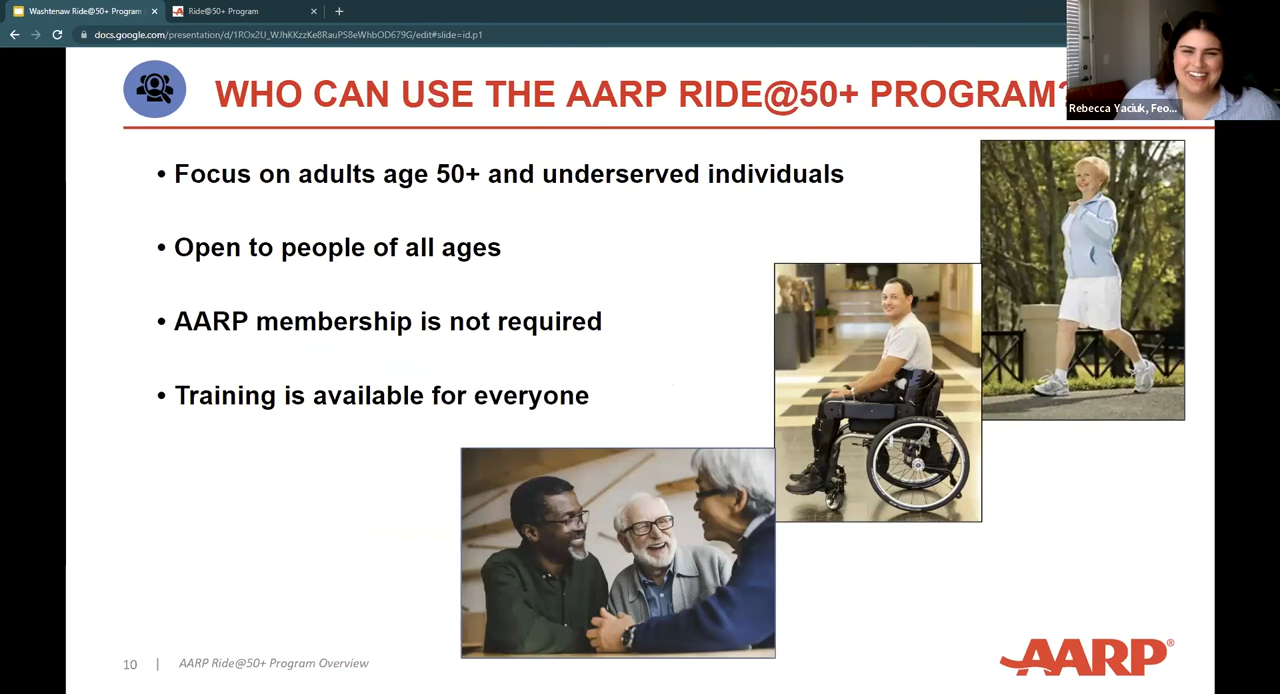 Washtenaw Ride@50+ Program
Ride@50+ Program
docs.google.com/presentation/d/1ROx2U_WJhKKzzKe8RauPS8eWhbOD679G/edit#slide=id.p1
WHO CAN USE THE AARP RIDE@50+ PROGRAM?
Rebecca Yaciuk, Feo...
• Focus on adults age 50+ and underserved individuals
• Open to people of all ages
• AARP membership is not required
• Training is available for everyone
10 | AARP Ride@50+ Program Overview
AARP®